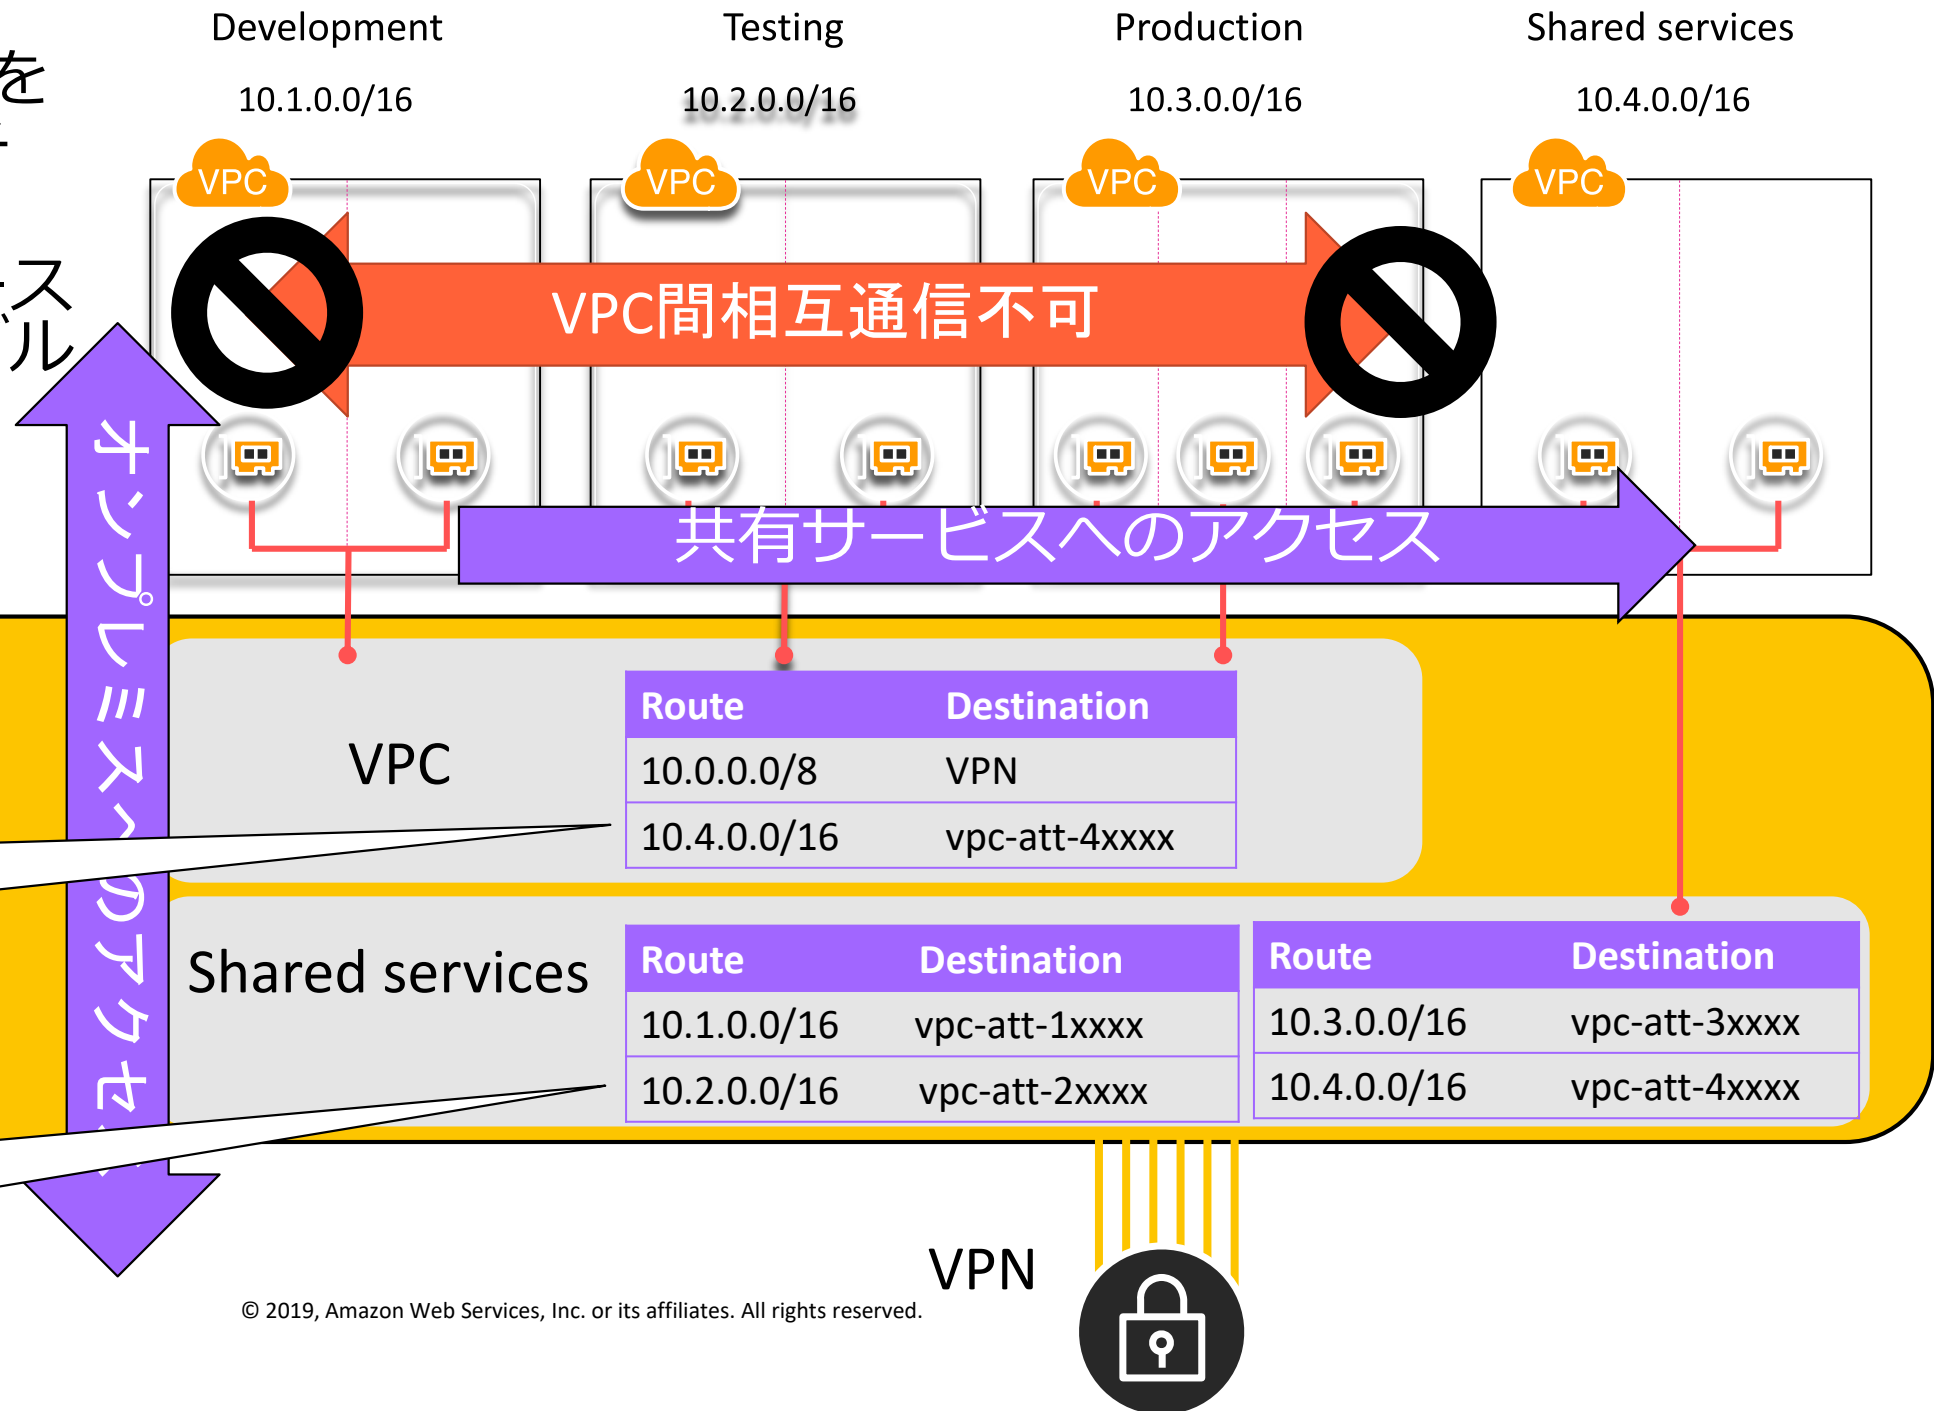 Development
Testing
Production
Shared services
10.1.0.0/16
10.2.0.0/16
10.3.0.0/16
10.4.0.0/16
を
VPC
VPC
VPC
VPC
ース
ブル
VPC間相互通信不可
共有サービスへのアクセス
オンプレミスへのアクセス
VPC
Route Destination
10.0.0.0/8 VPN
10.4.0.0/16 vpc-att-4xxxx
Shared services
Route Destination
10.1.0.0/16 vpc-att-1xxxx
10.2.0.0/16 vpc-att-2xxxx
Route Destination
10.3.0.0/16 vpc-att-3xxxx
10.4.0.0/16 vpc-att-4xxxx
VPN
© 2019, Amazon Web Services, Inc. or its affiliates. All rights reserved.